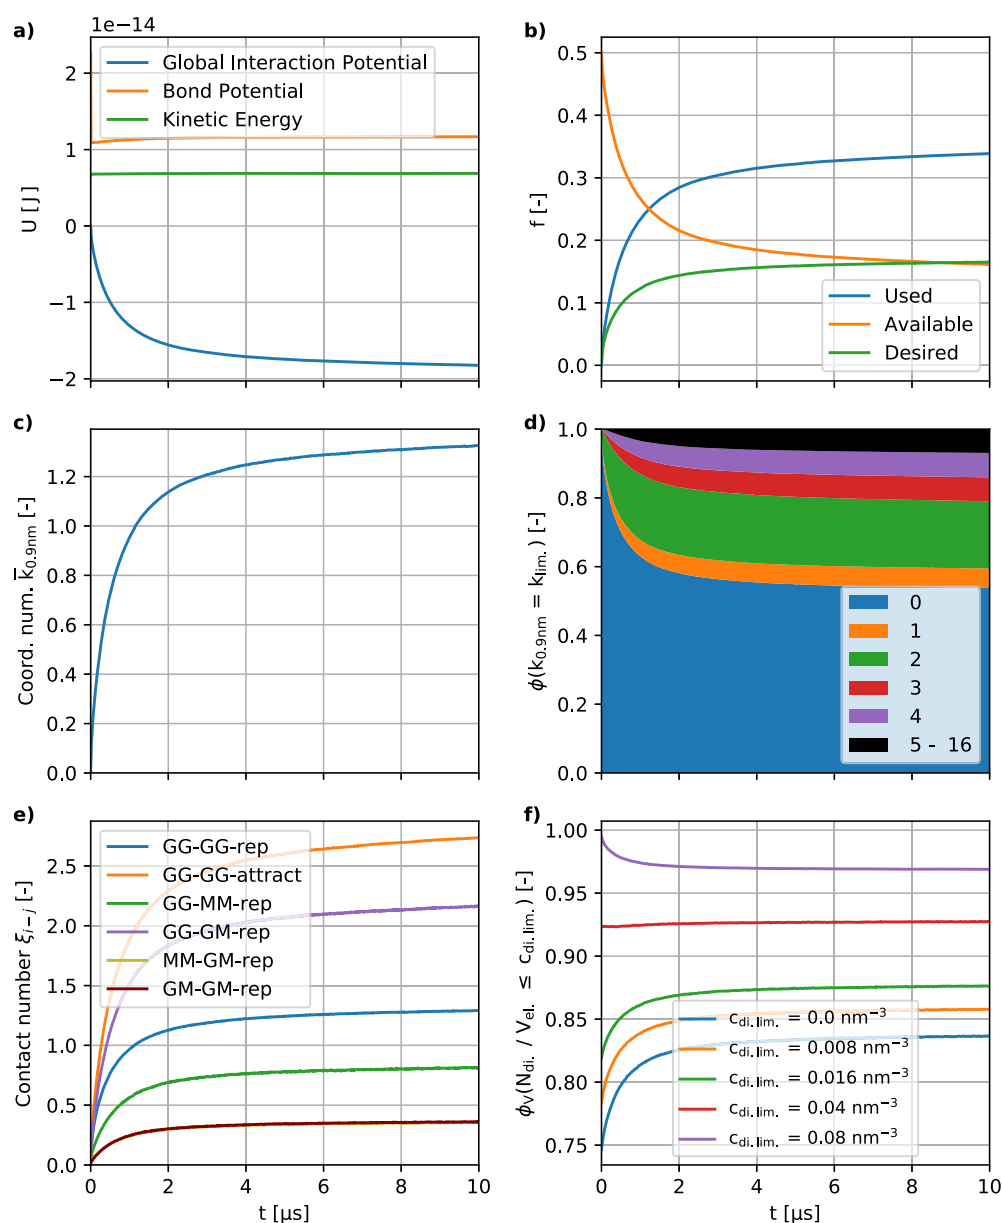 a)
1e−14
U [J]
2
1
0
−1
−2
Global Interaction Potential
Bond Potential
Kinetic Energy
b)
f [-]
0.5
0.4
0.3
0.2
0.1
0.0
0 2 4 6 8 10
Used
Available
Desired
c)
Coord. num. k̅0.9nm [-]
1.2
1.0
0.8
0.6
0.4
0.2
0.0
d)
ϕ(k0.9nm = klim.) [-]
1.0
0.8
0.6
0.4
0.2
0.0
0
1
2
3
4
5 - 16
e)
Contact number ξi−j [-]
2.5
2.0
1.5
1.0
0.5
0.0
GG-GG-rep
GG-GG-attract
GG-MM-rep
GG-GM-rep
MM-GM-rep
GM-GM-rep
0 2 4 6 8 10
t [µs]
f)
ϕV(Ndi. / Vel. ≤ cdi.lim.) [-]
1.00
0.95
0.90
0.85
0.80
0.75
cdi.lim. = 0.0 nm−3
cdi.lim. = 0.008 nm−3
cdi.lim. = 0.016 nm−3
cdi.lim. = 0.04 nm−3
cdi.lim. = 0.08 nm−3
0 2 4 6 8 10
t [µs]